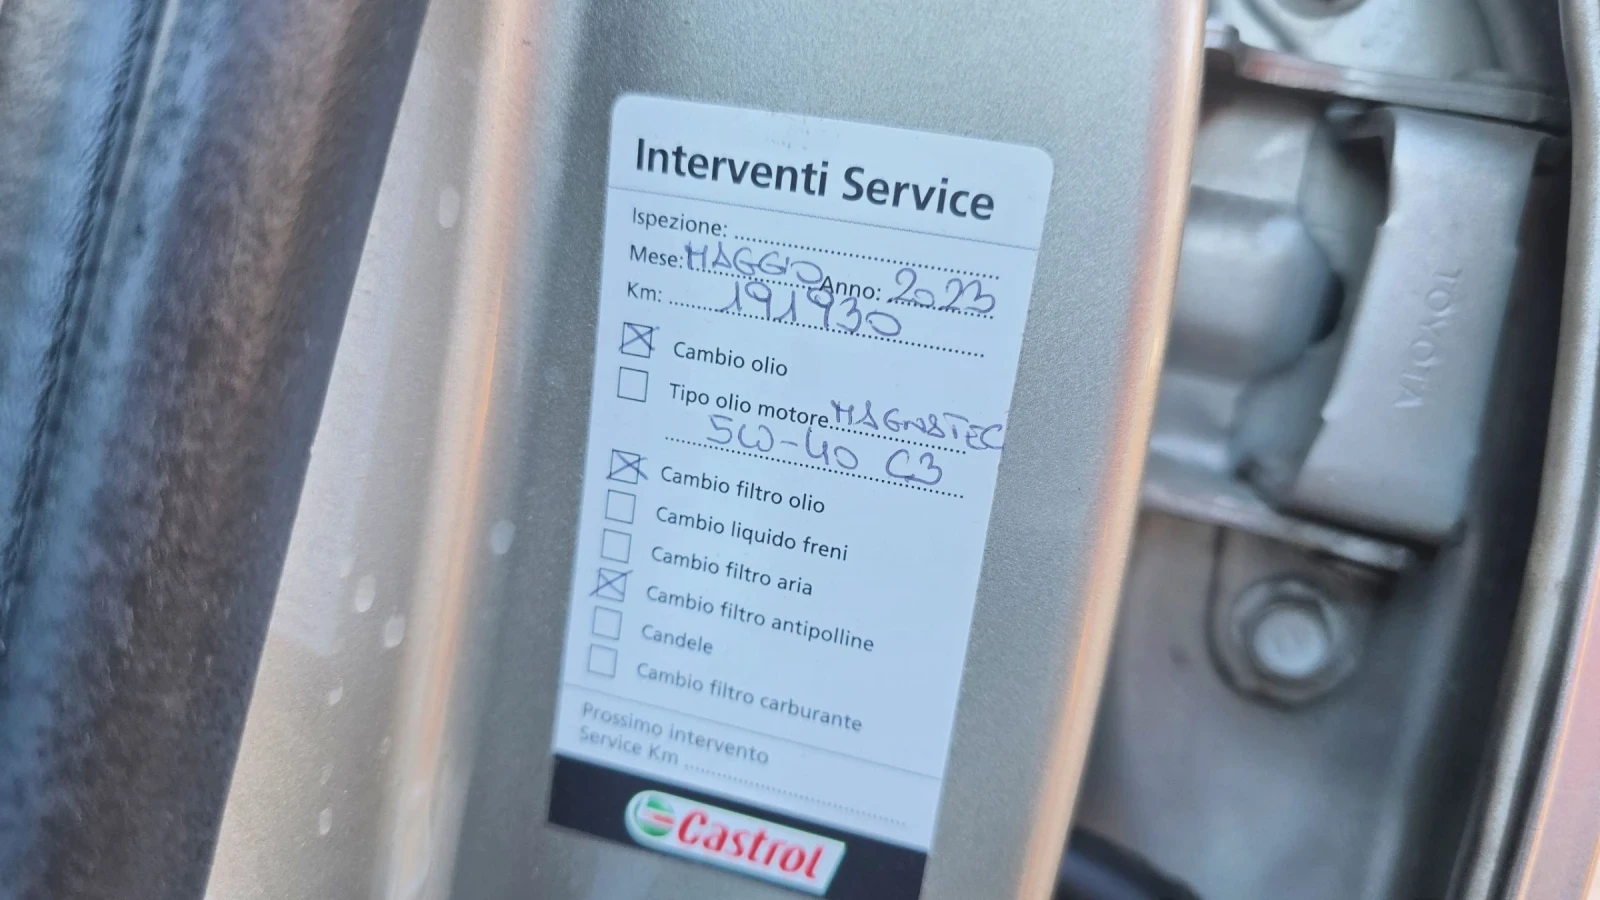 Interventi Service
Ispezione:
Mese: MAGGIO Anno: 2023
Km: 191930
Cambio olio
Tipo olio motore MAGNATEC
5W-40 C3
Cambio filtro olio
Cambio liquido freni
Cambio filtro aria
Cambio filtro antipolline
Candele
Cambio filtro carburante
Prossimo intervento
Service Km
Castrol
TOYOTA